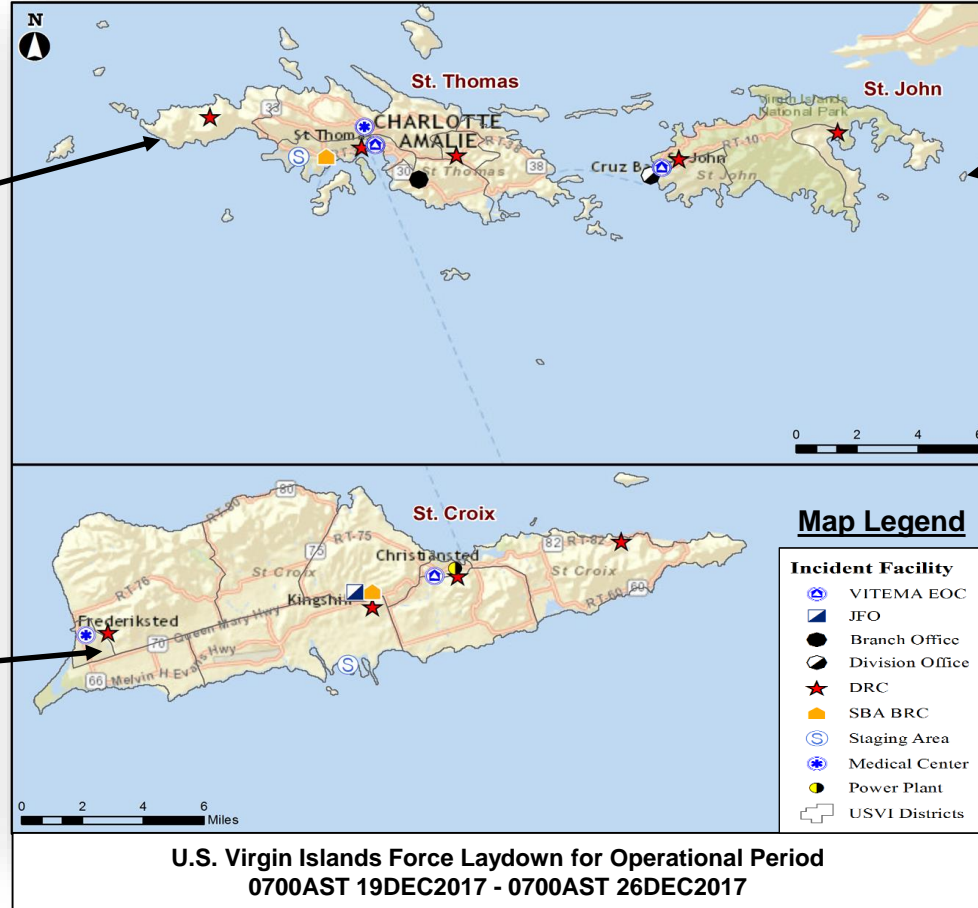 N
St. Thomas
St. John
33
CHARLOTTE
AMALIE
Virgin Islands
National Park
RT-10
30
St Thomas
38
Cruz
John
St John
0 2 4 6
St. Croix
80
RT-80
75
RT-75
Christiansted
82
RT-82
St Croix
St Croix
60
RT-60
RT-76
Frederiksted
70
Queen Mary Hwy
66
Melvin H Evans Hwy
S
S
0 2 4 6
Miles
Map Legend
Incident Facility
VITEMA EOC
JFO
Branch Office
Division Office
DRC
SBA BRC
S Staging Area
Medical Center
Power Plant
USVI Districts
U.S. Virgin Islands Force Laydown for Operational Period
0700AST 19DEC2017 - 0700AST 26DEC2017